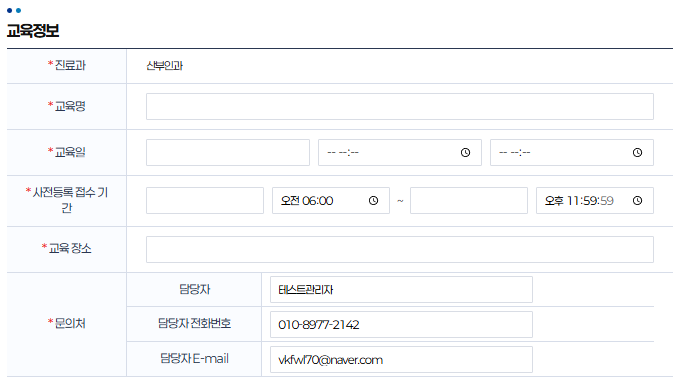 교육정보
* 진료과 산부인과
* 교육명
* 교육일 -- --:-- -- --:--
* 사전등록 접수 기
간 오전 06:00 ~ 오후 11:59:59
* 교육 장소
* 문의처
담당자 테스트관리자
담당자 전화번호 010-8977-2142
담당자 E-mail vkfwl70@naver.com